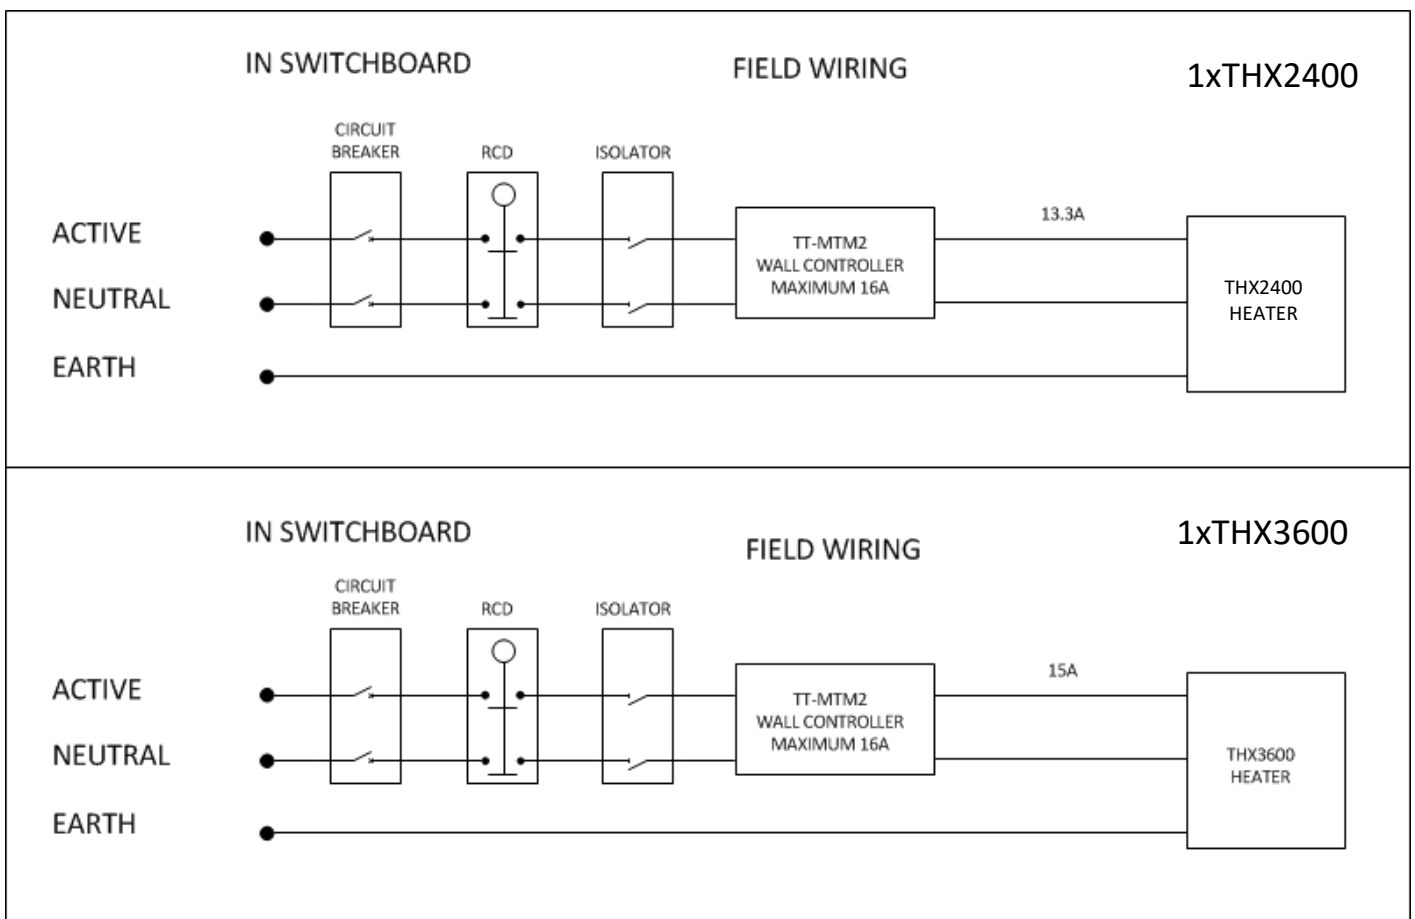 IN SWITCHBOARD
FIELD WIRING
1xTHX2400
CIRCUIT
BREAKER
RCD
ISOLATOR
ACTIVE
13.3A
TT-MTM2
WALL CONTROLLER
MAXIMUM 16A
NEUTRAL
THX2400
HEATER
EARTH
IN SWITCHBOARD
FIELD WIRING
1xTHX3600
CIRCUIT
BREAKER
RCD
ISOLATOR
ACTIVE
15A
TT-MTM2
WALL CONTROLLER
MAXIMUM 16A
NEUTRAL
THX3600
HEATER
EARTH